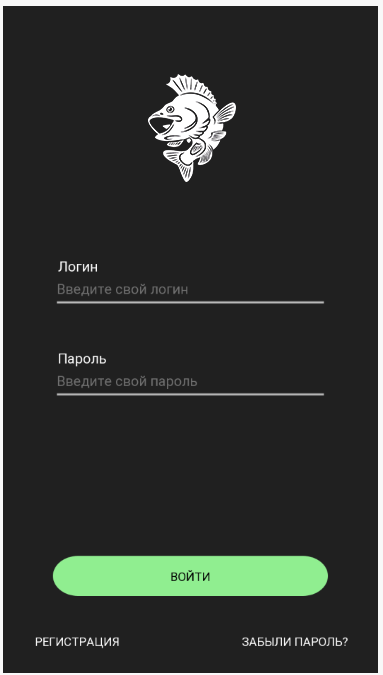 Логин
Введите свой логин
Пароль
Введите свой пароль
ВОЙТИ
РЕГИСТРАЦИЯ
ЗАБЫЛИ ПАРОЛЬ?